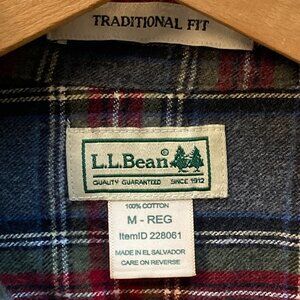 TRADITIONAL FIT
L.L.Bean®
QUALITY GUARANTEED SINCE 1912
100% COTTON
M - REG
ItemID 228061
MADE IN EL SALVADOR
CARE ON REVERSE